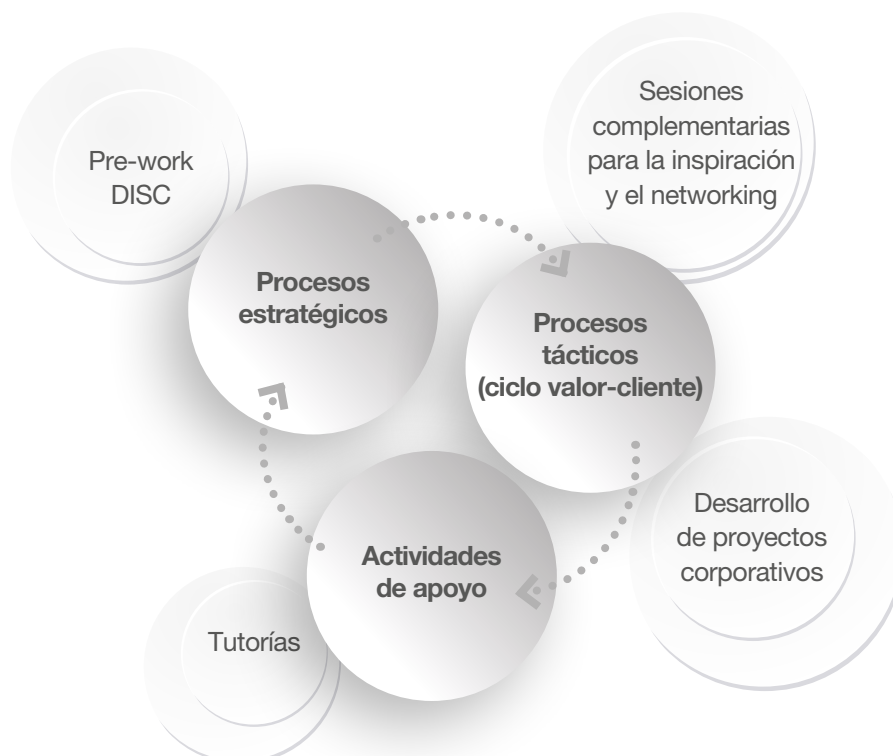 Pre-work
DISC
Sesiones
complementarias
para la inspiración
y el networking
Procesos
estratégicos
Procesos
tácticos
(ciclo valor-cliente)
Actividades
de apoyo
Desarrollo
de proyectos
corporativos
Tutorías